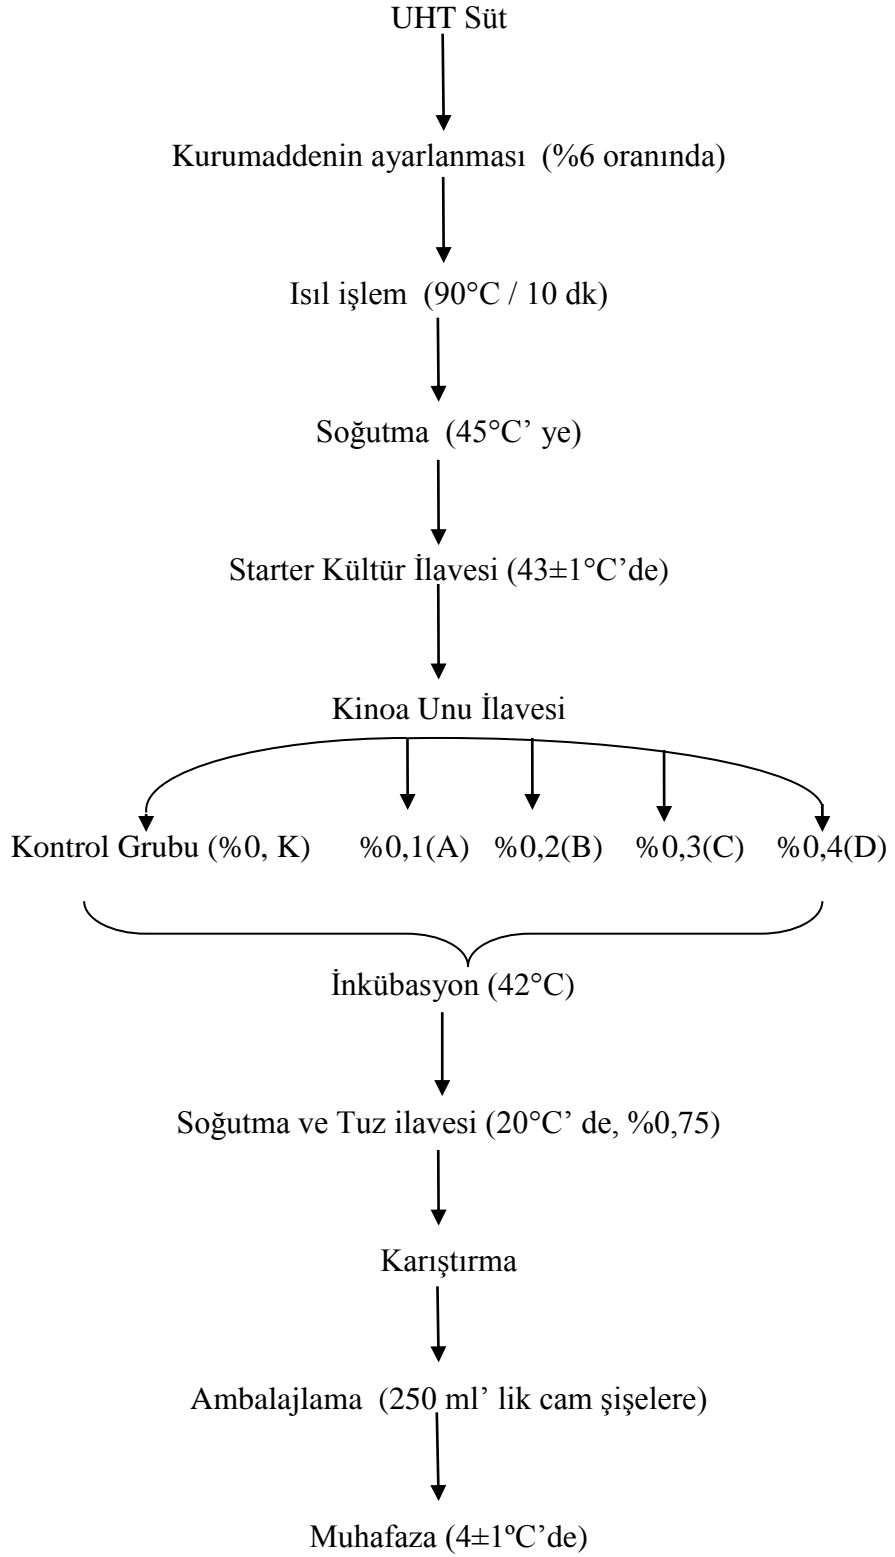 UHT Süt
Kurumaddenin ayarlanması (%6 oranında)
Isıl işlem (90°C / 10 dk)
Soğutma (45°C’ ye)
Starter Kültür İlavesi (43±1°C’de)
Kinoa Unu İlavesi
Kontrol Grubu (%0, K) %0,1(A) %0,2(B) %0,3(C) %0,4(D)
İnkübasyon (42°C)
Soğutma ve Tuz ilavesi (20°C’ de, %0,75)
Karıştırma
Ambalajlama (250 ml’ lik cam şişelere)
Muhafaza (4±1ºC’de)